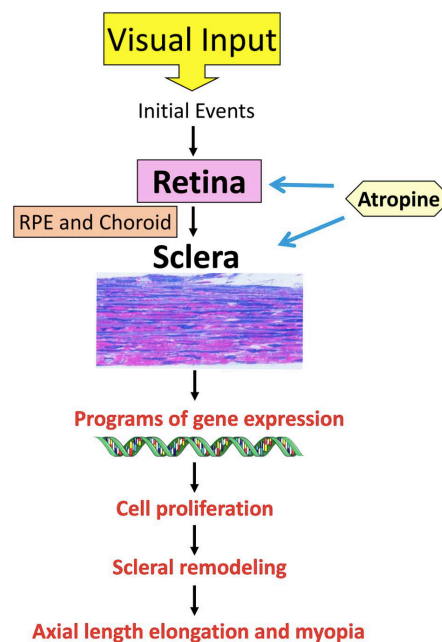 Visual Input
Initial Events
Retina
Atropine
RPE and Choroid
Sclera
Programs of gene expression
Cell proliferation
Scleral remodeling
Axial length elongation and myopia